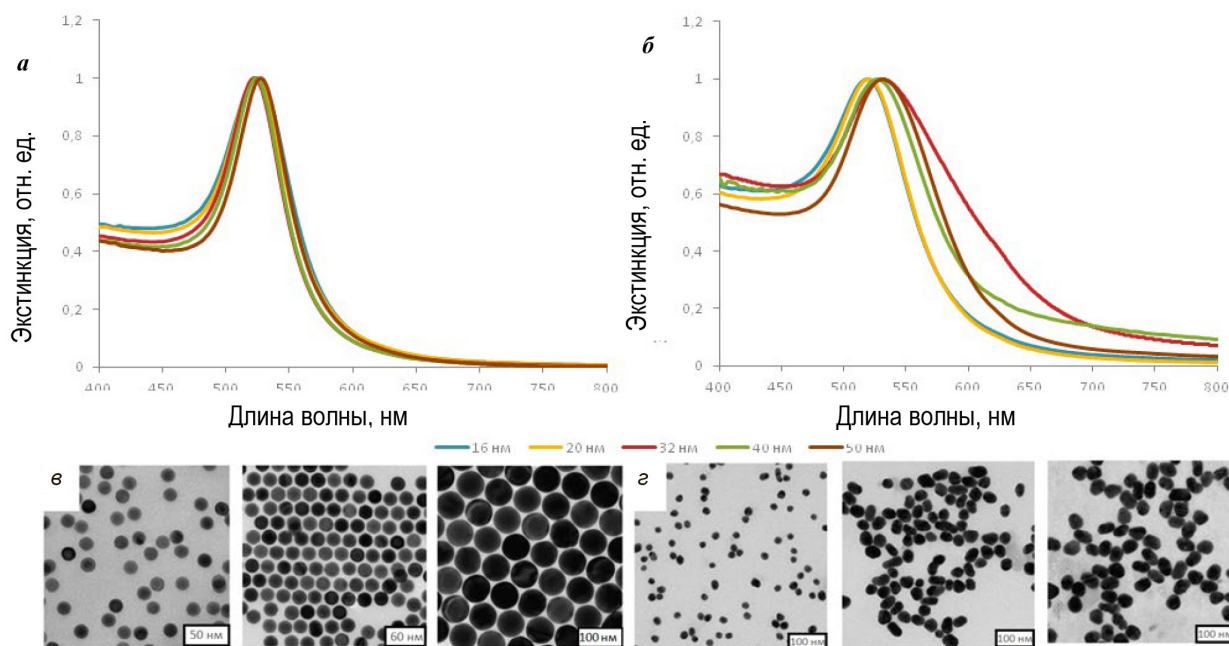 а
Экстинкция, отн. ед.
1,2
1
0,8
0,6
0,4
0,2
0
400 450 500 550 600 650 700 750 800
Длина волны, нм
б
Экстинкция, отн. ед.
1,2
1
0,8
0,6
0,4
0,2
0
400 450 500 550 600 650 700 750 800
Длина волны, нм
16 нм 20 нм 32 нм 40 нм 50 нм
в
50 нм
60 нм
100 нм
г
100 нм
100 нм
100 нм